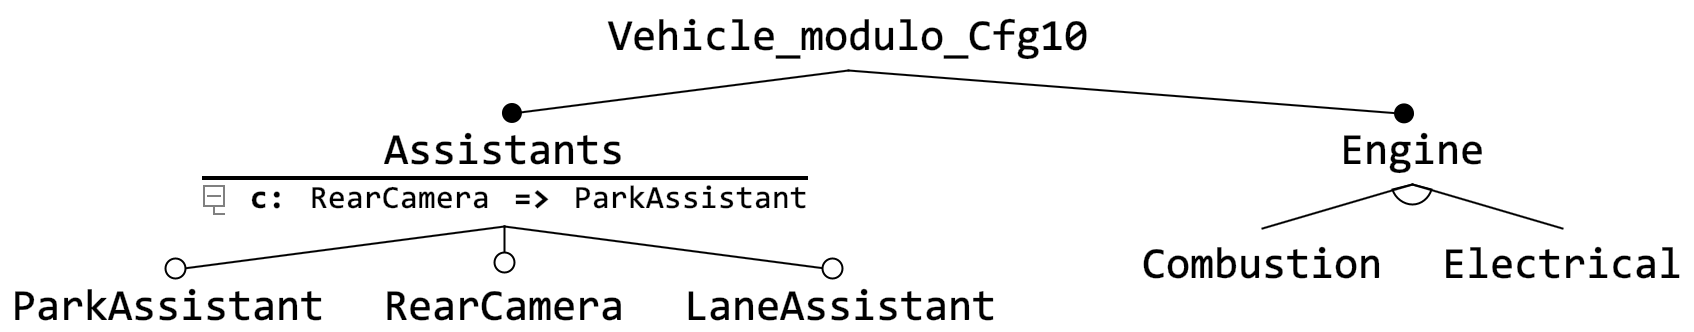 Vehicle_modulo_Cfg10
Assistants
Engine
c: RearCamera => ParkAssistant
Combustion Electrical
ParkAssistant RearCamera LaneAssistant